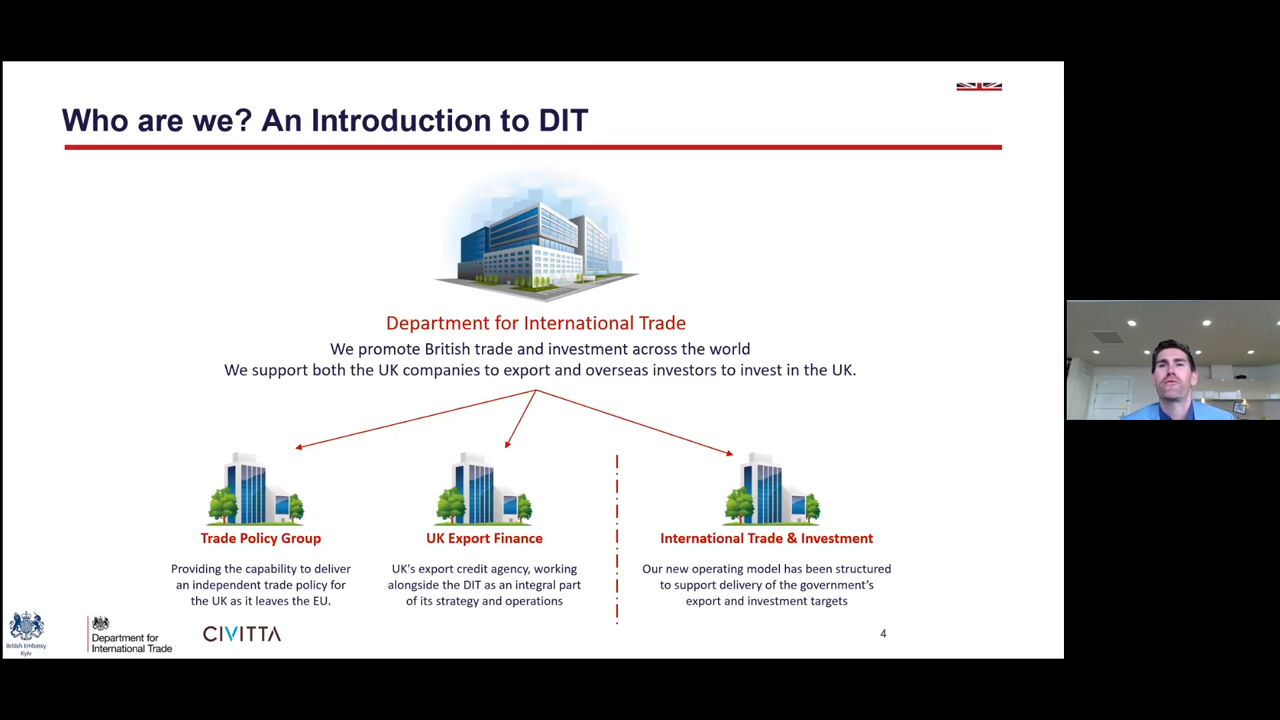 Who are we? An Introduction to DIT
Department for International Trade
We promote British trade and investment across the world
We support both the UK companies to export and overseas investors to invest in the UK.
Trade Policy Group
Providing the capability to deliver
an independent trade policy for
the UK as it leaves the EU.
UK Export Finance
UK's export credit agency, working
alongside the DIT as an integral part
of its strategy and operations
International Trade & Investment
Our new operating model has been structured
to support delivery of the government's
export and investment targets
British Embassy
Kyiv
Department for
International Trade
CIVITTA
4